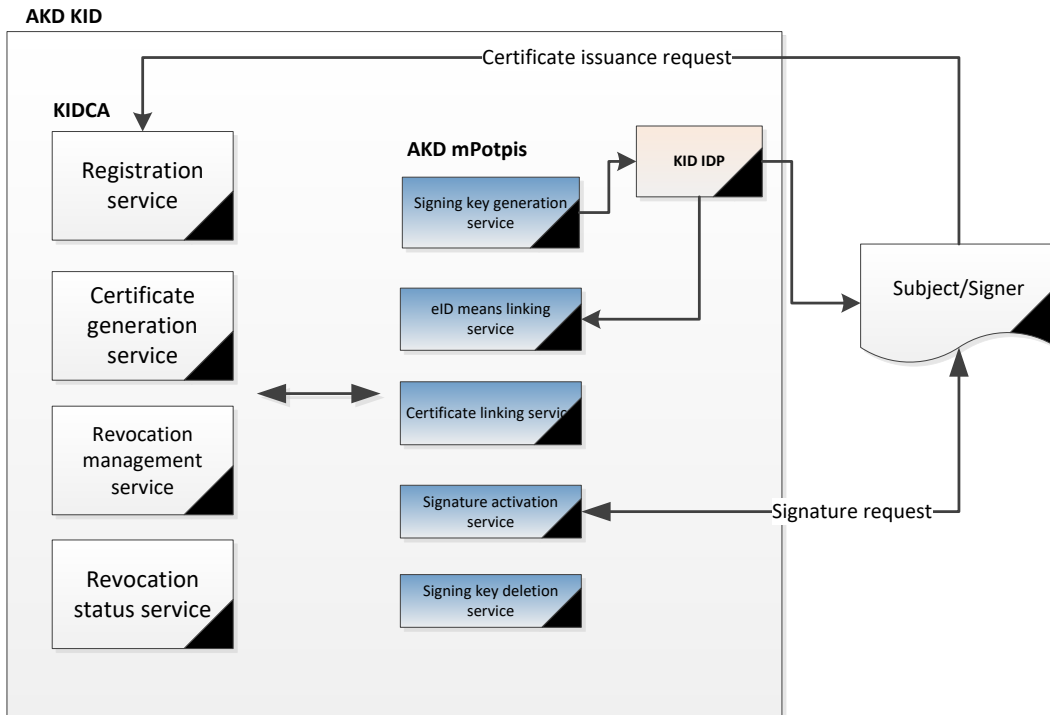 AKD KID
Certificate issuance request
KIDCA
Registration
service
AKD mPotpis
KID IDP
Signing key generation
service
Certificate
generation
service
eID means linking
service
Subject/Signer
Certificate linking servic
Revocation
management
service
Signature activation
service
Signature request
Revocation
status service
Signing key deletion
service